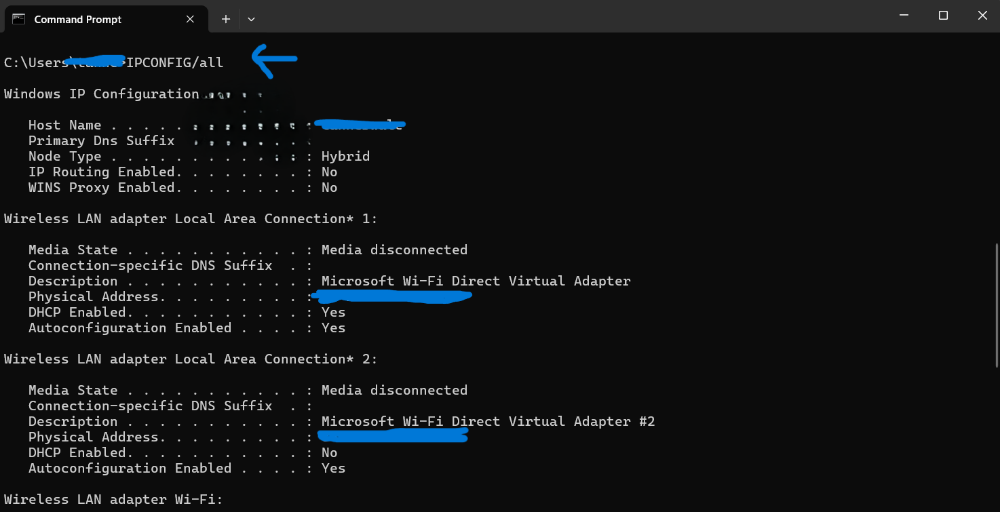 Command Prompt
C:\Users\ >IPCONFIG/all
Windows IP Configuration
Host Name . . . . . . . . . . . . :
Primary Dns Suffix . . . . . . . .
Node Type . . . . . . . . . . . . : Hybrid
IP Routing Enabled. . . . . . . . : No
WINS Proxy Enabled. . . . . . . . : No
Wireless LAN adapter Local Area Connection* 1:
Media State . . . . . . . . . . . : Media disconnected
Connection-specific DNS Suffix  . :
Description . . . . . . . . . . . : Microsoft Wi-Fi Direct Virtual Adapter
Physical Address. . . . . . . . . :
DHCP Enabled. . . . . . . . . . . : Yes
Autoconfiguration Enabled . . . . : Yes
Wireless LAN adapter Local Area Connection* 2:
Media State . . . . . . . . . . . : Media disconnected
Connection-specific DNS Suffix  . :
Description . . . . . . . . . . . : Microsoft Wi-Fi Direct Virtual Adapter #2
Physical Address. . . . . . . . . :
DHCP Enabled. . . . . . . . . . . : No
Autoconfiguration Enabled . . . . : Yes
Wireless LAN adapter Wi-Fi: